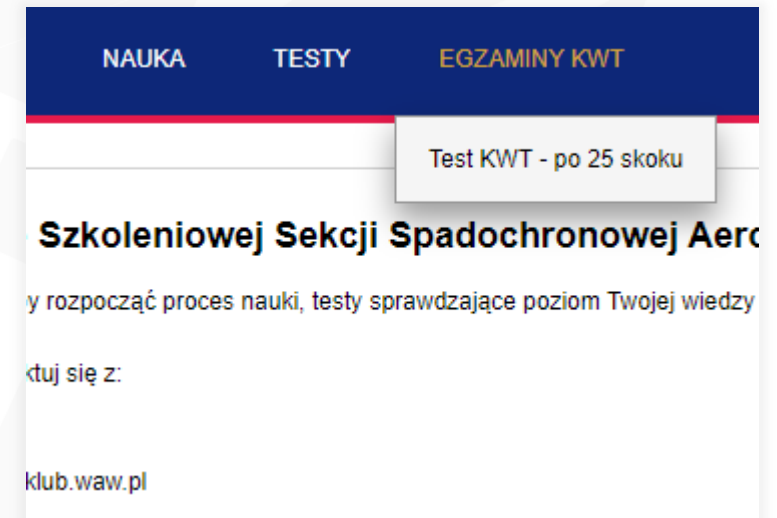 NAUKA TESTY EGZAMINY KWT
Test KWT - po 25 skoku
Szkoleniowej Sekcji Spadochronowej Aero
y rozpocząć proces nauki, testy sprawdzające poziom Twojej wiedzy
ktuj się z:
klub.waw.pl